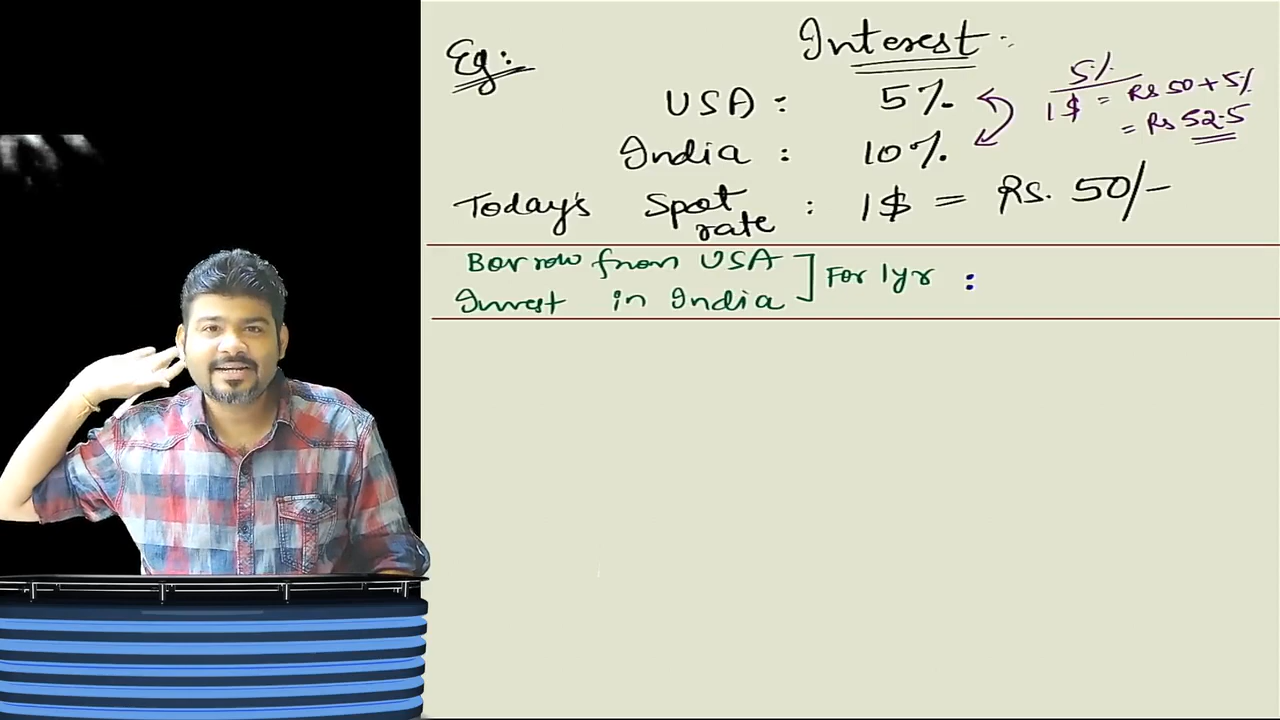 Eg:
Interest:
USA : 5%
India : 10%
5%
1$ = Rs 50 + 5%
= Rs 52.5
Today's Spot rate : 1$ = Rs. 50/-
Borrow from USA
Invest in India
For 1yr :